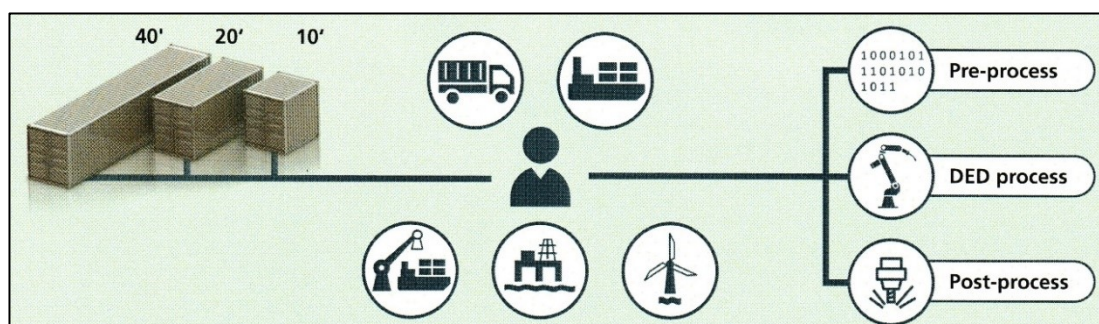 40' 20' 10'
1000101
1101010
1011
Pre-process
DED process
Post-process